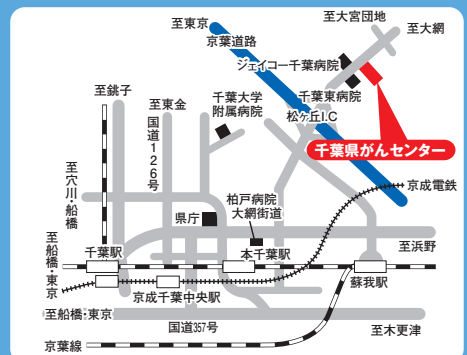 至東京
至大宮団地
至大網
京葉道路
ジェイコー千葉病院
至銚子
至東金
千葉大学
附属病院
千葉東病院
松ヶ丘I.C
国道126号
千葉県がんセンター
至穴川・船橋
柏戸病院
大網街道
京成電鉄
県庁
至船橋・東京
千葉駅
本千葉駅
至浜野
京成千葉中央駅
蘇我駅
至船橋・東京
国道357号
至木更津
京葉線